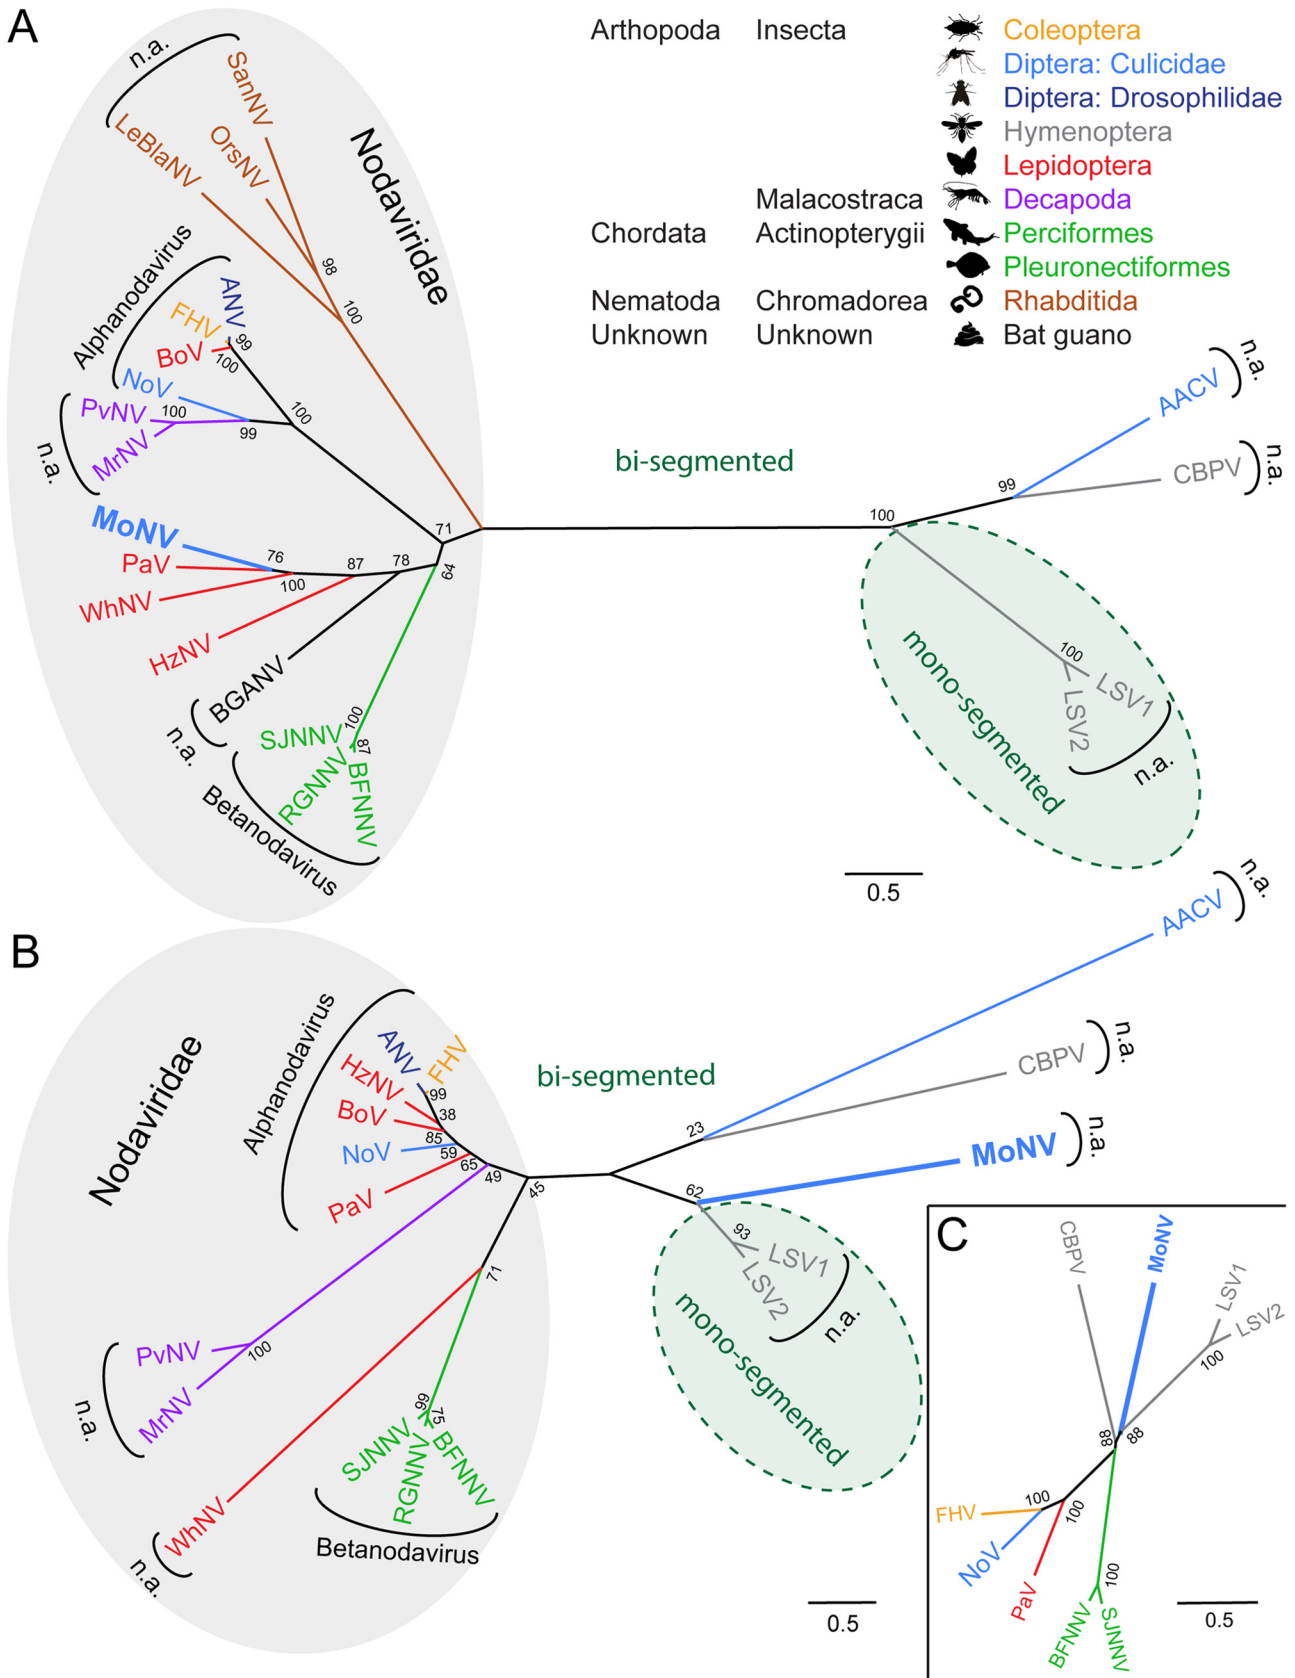 A
Arthopoda Insecta Coleoptera
Diptera: Culicidae
Diptera: Drosophilidae
Hymenoptera
Lepidoptera
Malacostraca Decapoda
Chordata Actinopterygii Perciformes
Pleuronectiformes
Nematoda Chromadorea Rhabditida
Unknown Unknown Bat guano
n.a.
SanNV
OrsNV
LeBlaNV
Nodaviridae
98
100
Alphanodavirus
ANV
FHV
99
BoV
100
NoV
PvNV
100
100
99
MrNV
n.a.
MoNV
76
PaV
100
87
78
71
64
WhNV
HzNV
BGANV
n.a.
100
SJNNV
87
RGNNV
BFNNV
Betanodavirus
bi-segmented
AACV
n.a.
CBPV
n.a.
99
100
100
LSV1
LSV2
n.a.
mono-segmented
0.5
B
Nodaviridae
Alphanodavirus
ANV
FHV
HzNV
99
BoV
38
85
NoV
59
65
PaV
49
45
71
PvNV
100
MrNV
n.a.
WhNV
n.a.
99
75
SJNNV
RGNNV
BFNNV
Betanodavirus
bi-segmented
AACV
n.a.
CBPV
n.a.
23
MoNV
n.a.
62
93
LSV1
LSV2
n.a.
mono-segmented
0.5
C
CBPV
MoNV
LSV1
LSV2
100
88
88
FHV
100
NoV
100
PaV
100
BFNNV
SJNNV
0.5